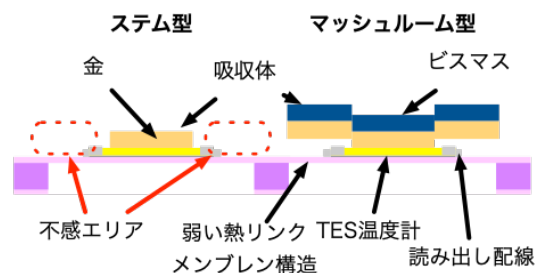 ステム型
マッシュルーム型
金
吸収体
ビスマス
不感エリア
弱い熱リンク
メンブレン構造
TES温度計
読み出し配線